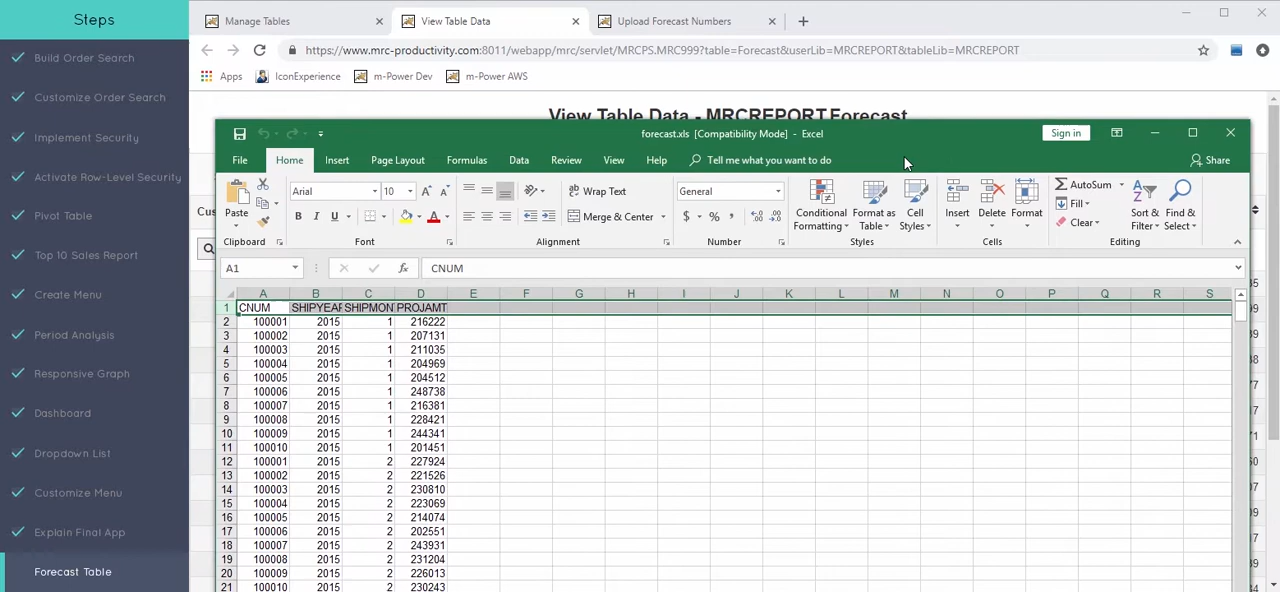 Steps
Build Order Search
Customize Order Search
Implement Security
Activate Row-Level Security
Pivot Table
Top 10 Sales Report
Create Menu
Period Analysis
Responsive Graph
Dashboard
Dropdown List
Customize Menu
Explain Final App
Forecast Table
Manage Tables View Table Data Upload Forecast Numbers
https://www.mrc-productivity.com:8011/webapp/mrc/servlet/MRCPS.MRC999?table=Forecast&userLib=MRCREPORT&tableLib=MRCREPORT
Apps IconExperience m-Power Dev m-Power AWS
View Table Data - MRCREPORT.Forecast
forecast.xls [Compatibility Mode] - Excel Sign in
File Home Insert Page Layout Formulas Data Review View Help Tell me what you want to do Share
Paste Arial 10 A A Wrap Text General Conditional Formatting Format as Table Cell Styles Insert Delete Format AutoSum Fill Clear Sort & Filter Find & Select
B I U A Merge & Center $ %
Clipboard Font Alignment Number Styles Cells Editing
A1 fx CNUM
A B C D E F G H I J K L M N O P Q R S
1 CNUM SHIPYEAR SHIPMON PROJAMT
2 100001 2015 1 216222
3 100002 2015 1 207131
4 100003 2015 1 211035
5 100004 2015 1 204969
6 100005 2015 1 204512
7 100006 2015 1 248738
8 100007 2015 1 216381
9 100008 2015 1 228421
10 100009 2015 1 244341
11 100010 2015 1 201451
12 100001 2015 2 227924
13 100002 2015 2 221526
14 100003 2015 2 230810
15 100004 2015 2 223069
16 100005 2015 2 214074
17 100006 2015 2 202551
18 100007 2015 2 243931
19 100008 2015 2 231204
20 100009 2015 2 226013
21 100010 2015 2 230243